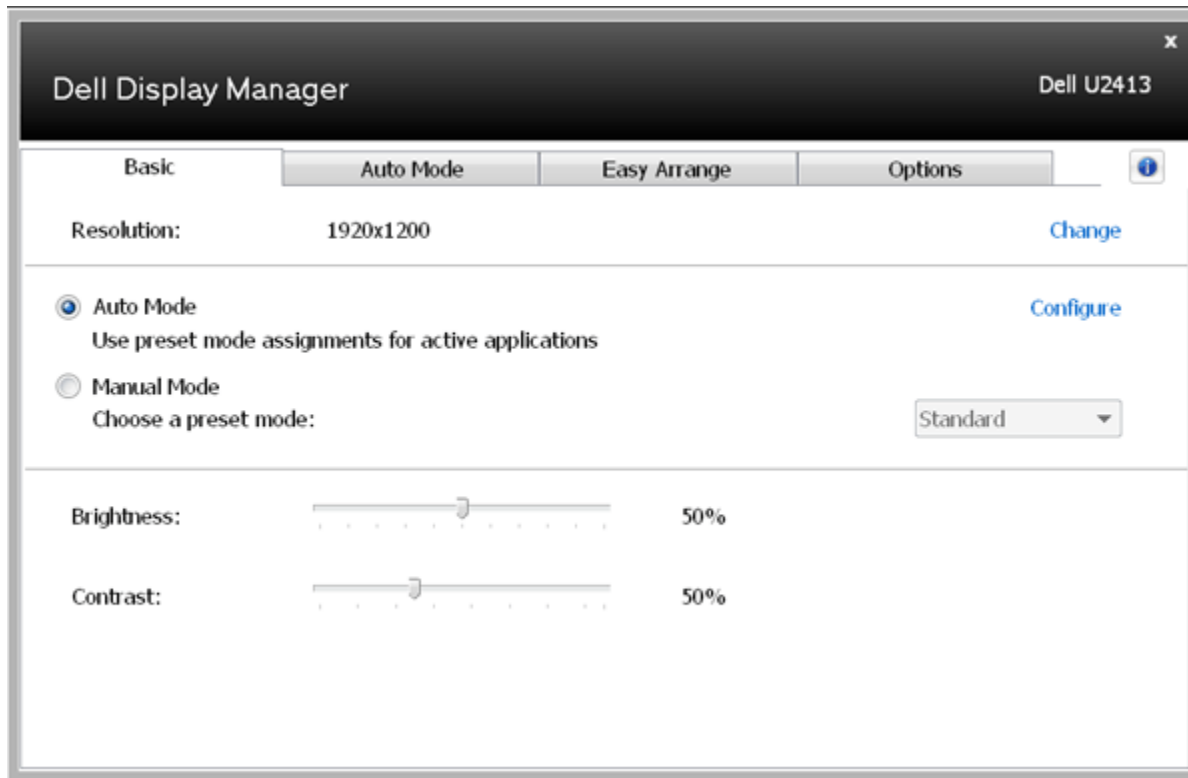 x
Dell Display Manager Dell U2413
Basic Auto Mode Easy Arrange Options
Resolution: 1920x1200 Change
Auto Mode Configure
Use preset mode assignments for active applications
Manual Mode
Choose a preset mode: Standard
Brightness: 50%
Contrast: 50%